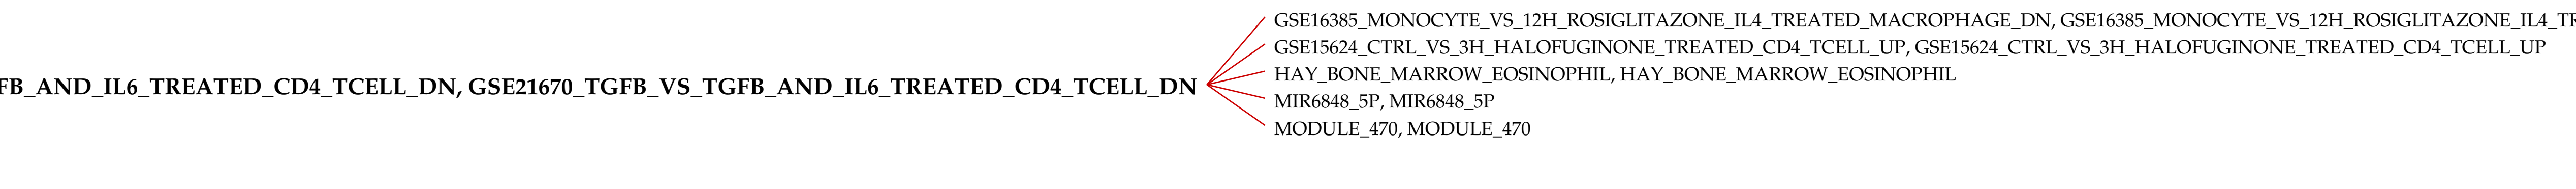 GSE16385_MONOCYTE_VS_12H_ROSIGLITAZONE_IL4_TREATED_MACROPHAGE_DN, GSE16385_MONOCYTE_VS_12H_ROSIGLITAZONE_IL4_TR
GSE15624_CTRL_VS_3H_HALOFUGINONE_TREATED_CD4_TCELL_UP, GSE15624_CTRL_VS_3H_HALOFUGINONE_TREATED_CD4_TCELL_UP
HAY_BONE_MARROW_EOSINOPHIL, HAY_BONE_MARROW_EOSINOPHIL
FB_AND_IL6_TREATED_CD4_TCELL_DN, GSE21670_TGFB_VS_TGFB_AND_IL6_TREATED_CD4_TCELL_DN
MIR6848_5P, MIR6848_5P
MODULE_470, MODULE_470